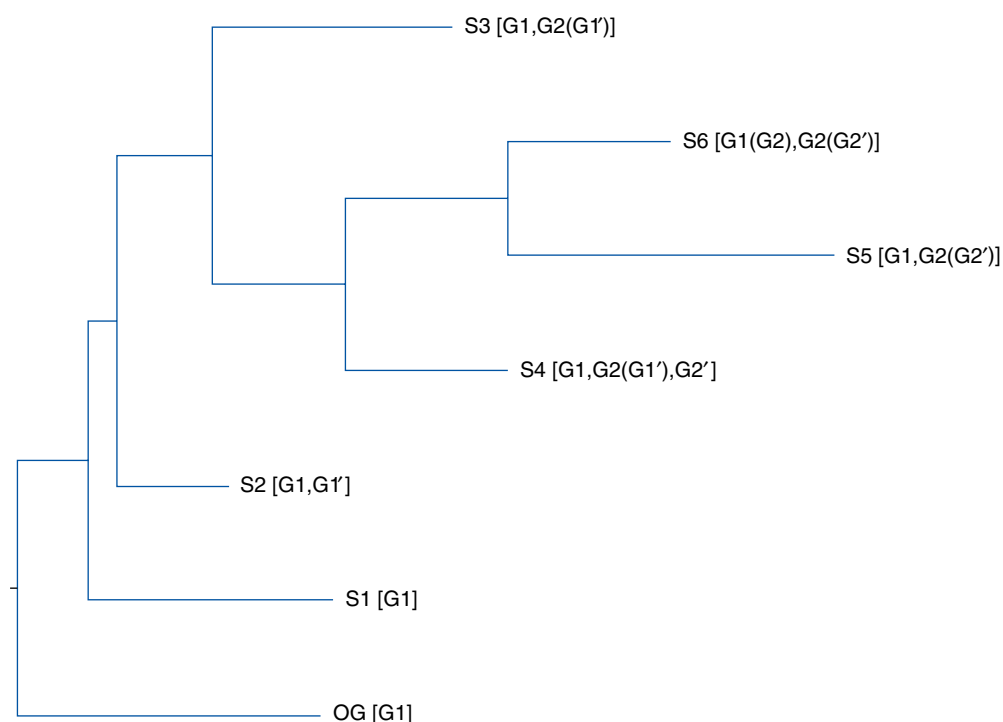 S3 [G1,G2(G1′)]
S6 [G1(G2),G2(G2′)]
S5 [G1,G2(G2′)]
S4 [G1,G2(G1′),G2′]
S2 [G1,G1′]
S1 [G1]
OG [G1]